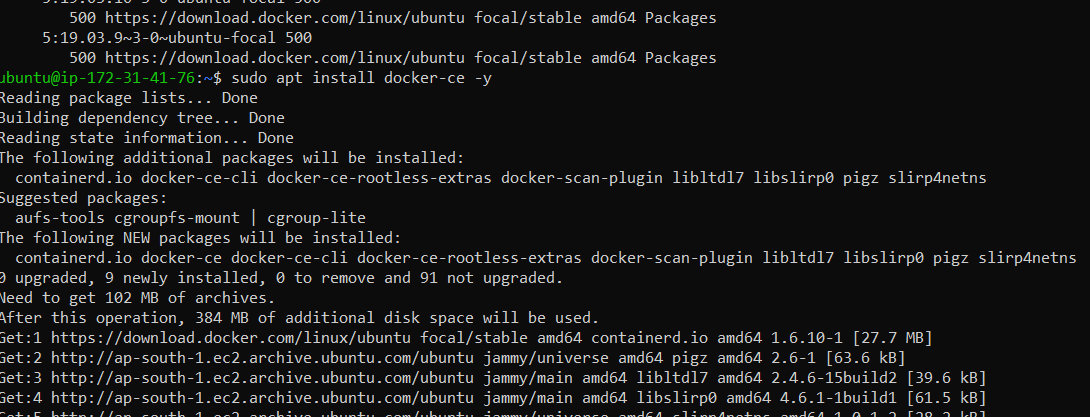 500 https://download.docker.com/linux/ubuntu focal/stable amd64 Packages
5:19.03.9~3-0~ubuntu-focal 500
500 https://download.docker.com/linux/ubuntu focal/stable amd64 Packages
ubuntu@ip-172-31-41-76:~$ sudo apt install docker-ce -y
Reading package lists... Done
Building dependency tree... Done
Reading state information... Done
The following additional packages will be installed:
containerd.io docker-ce-cli docker-ce-rootless-extras docker-scan-plugin libltdl7 libslirp0 pigz slirp4netns
Suggested packages:
aufs-tools cgroupfs-mount | cgroup-lite
The following NEW packages will be installed:
containerd.io docker-ce docker-ce-cli docker-ce-rootless-extras docker-scan-plugin libltdl7 libslirp0 pigz slirp4netns
0 upgraded, 9 newly installed, 0 to remove and 91 not upgraded.
Need to get 102 MB of archives.
After this operation, 384 MB of additional disk space will be used.
Get:1 https://download.docker.com/linux/ubuntu focal/stable amd64 containerd.io amd64 1.6.10-1 [27.7 MB]
Get:2 http://ap-south-1.ec2.archive.ubuntu.com/ubuntu jammy/universe amd64 pigz amd64 2.6-1 [63.6 kB]
Get:3 http://ap-south-1.ec2.archive.ubuntu.com/ubuntu jammy/main amd64 libltdl7 amd64 2.4.6-15build2 [39.6 kB]
Get:4 http://ap-south-1.ec2.archive.ubuntu.com/ubuntu jammy/main amd64 libslirp0 amd64 4.6.1-1build1 [61.5 kB]